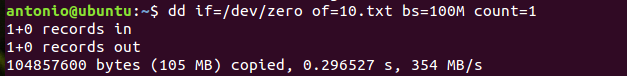 antonio@ubuntu:~$ dd if=/dev/zero of=10.txt bs=100M count=1
1+0 records in
1+0 records out
104857600 bytes (105 MB) copied, 0.296527 s, 354 MB/s